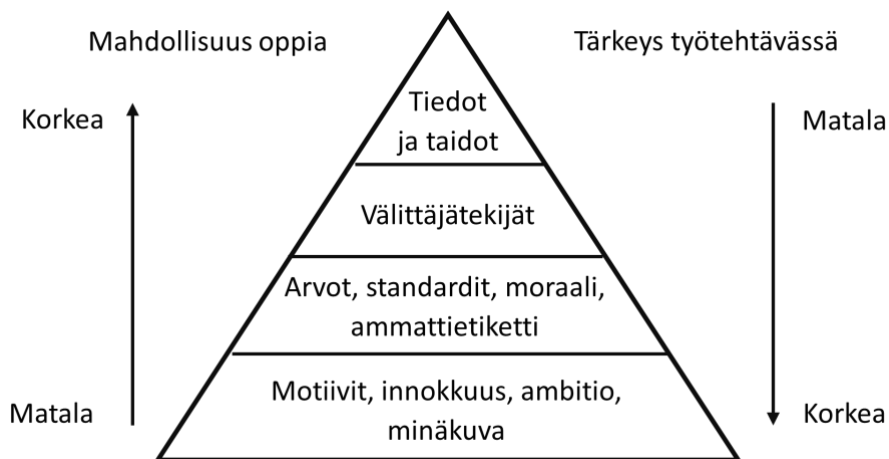 Mahdollisuus oppia
Tärkeys työtehtävässä
Korkea
Matala
Tiedot
ja taidot
Välittäjätekijät
Arvot, standardit, moraali,
ammattietiketti
Motiivit, innokkuus, ambitio,
minäkuva
Matala
Korkea